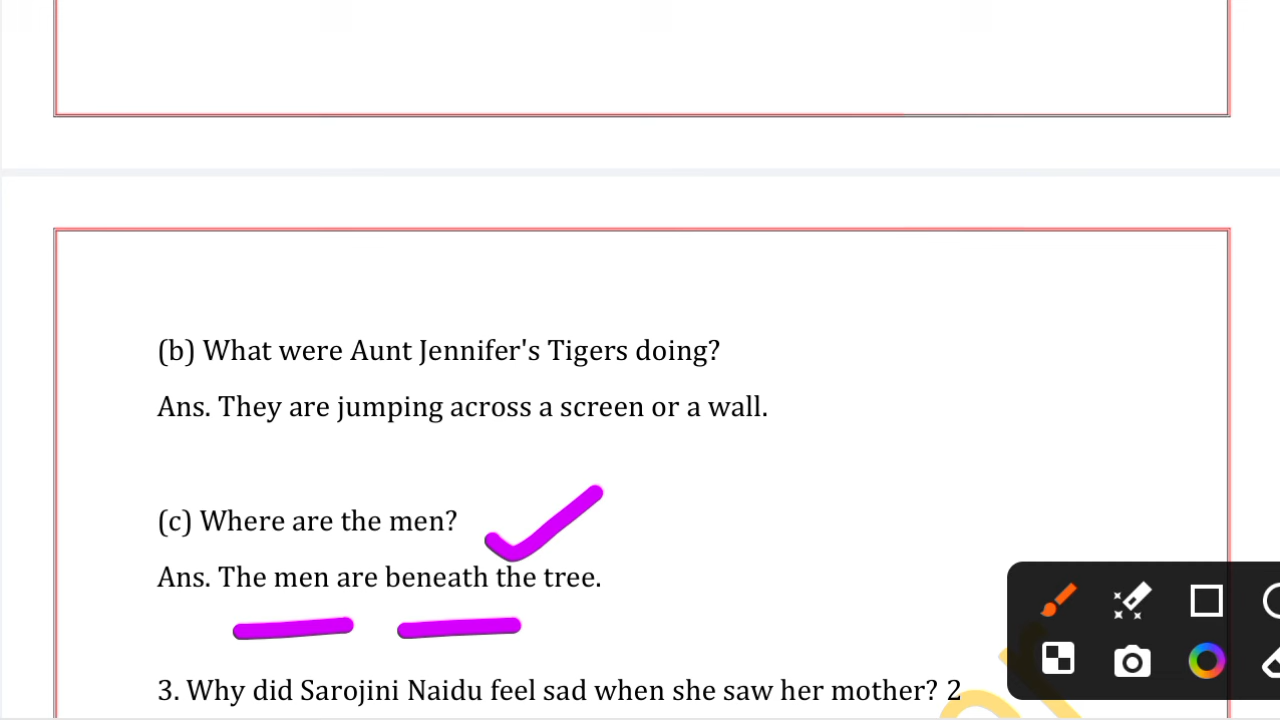 (b) What were Aunt Jennifer's Tigers doing?
Ans. They are jumping across a screen or a wall.
(c) Where are the men?
Ans. The men are beneath the tree.
3. Why did Sarojini Naidu feel sad when she saw her mother? 2